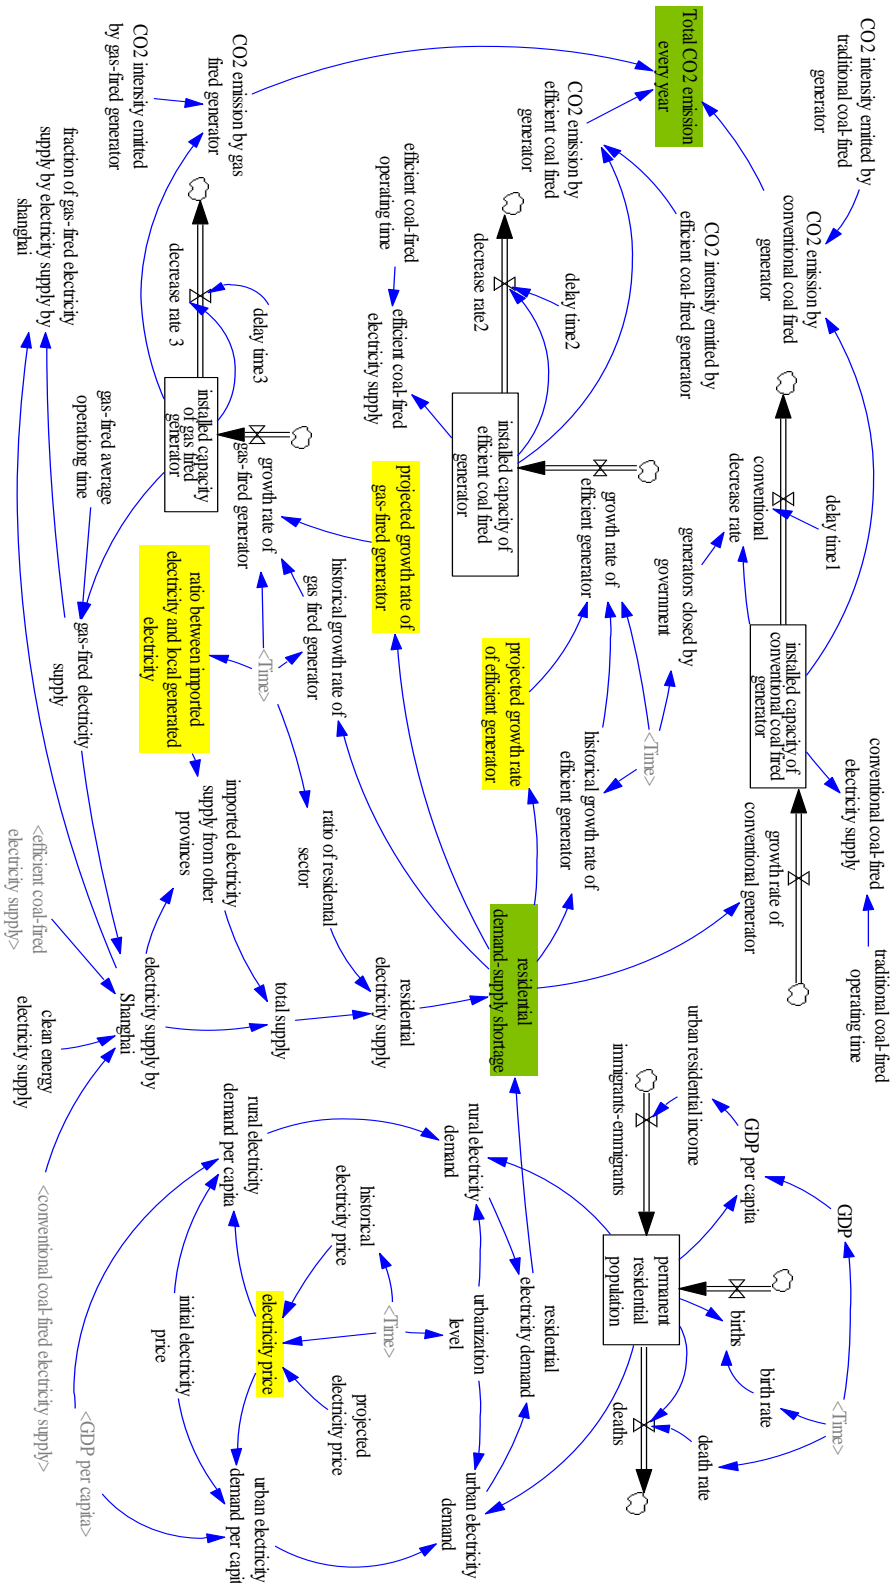 CO2 intensity emitted by
traditional coal-fired
generator
CO2 emission by
conventional coal fired
generator
Total CO2 emission
every year
CO2 intensity emitted by
efficient coal-fired generator
CO2 emission by
efficient coal fired
generator
efficient coal-fired
operating time
efficient coal-fired
electricity supply
CO2 emission by gas
fired generator
CO2 intensity emitted
by gas-fired generator
fraction of gas-fired electricity
supply by electricity supply by
shanghai
delay time1
conventional
decrease rate
installed capacity of
conventional coal fired
generator
conventional coal-fired
electricity supply
traditional coal-fired
operating time
growth rate of
conventional generator
generators closed by
government
<Time>
delay time2
decrease rate2
installed capacity of
efficient coal fired
generator
growth rate of
efficient generator
historical growth rate of
efficient generator
projected growth rate
of efficient generator
projected growth rate of
gas-fired generator
historical growth rate of
gas fired generator
growth rate of
gas-fired generator
<Time>
delay time3
decrease rate 3
installed capacity
of gas fired
generator
gas-fired average
operationg time
gas-fired electricity
supply
ratio between imported
electricity and local generated
electricity
imported electricity
supply from other
provinces
ratio of residental
sector
residential
electricity supply
total supply
electricity supply by
Shanghai
<efficient coal-fired
electricity supply>
clean energy
electricity supply
<conventional coal-fired electricity supply>
residential
demand-supply shortage
GDP
<Time>
GDP per capita
urban residential income
immigrants-emmigrants
permanent
residential
population
births
birth rate
deaths
death rate
residential
electricity demand
rural electricity
demand
urbanization
level
urban electricity
demand
<Time>
historical
electricity price
projected
electricity price
electricity price
initial electricity
price
rural electricity
demand per capita
urban electricity
demand per capit
<GDP per capita>